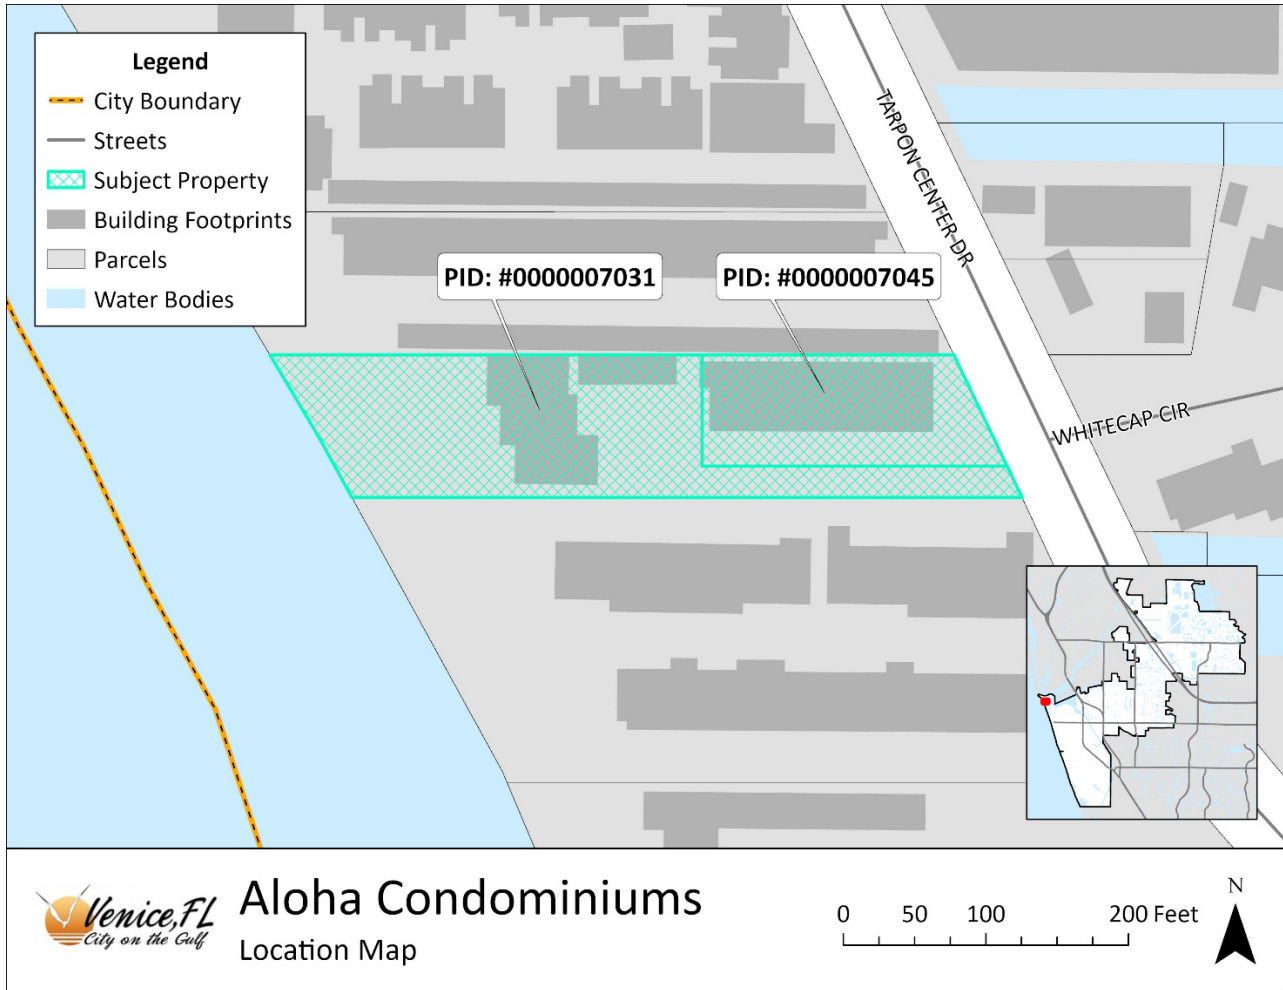 Legend
City Boundary
Streets
Subject Property
Building Footprints
Parcels
Water Bodies
TARPON CENTER DR
PID: #0000007031
PID: #0000007045
WHITECAP CIR
Venice, FL
City on the Gulf
Aloha Condominiums
Location Map
0 50 100 200 Feet
N